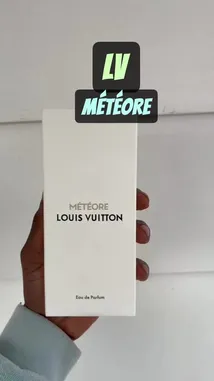 LV
MÉTÉORE
MÉTÉORE
LOUIS VUITTON
Eau de Parfum